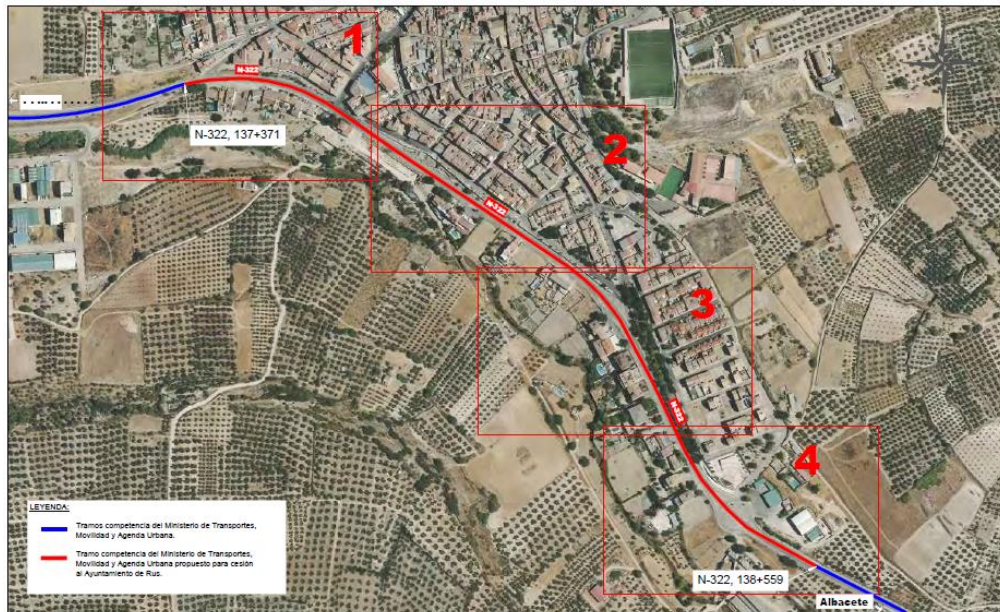 1
N-322
N-322, 137+371
2
N-322
3
N-322
4
LEYENDA:
Tramos competencia del Ministerio de Transportes,
Movilidad y Agenda Urbana.
Tramo competencia del Ministerio de Transportes,
Movilidad y Agenda Urbana propuesto para cesión
al Ayuntamiento de Rus.
N-322, 138+559
Albacete